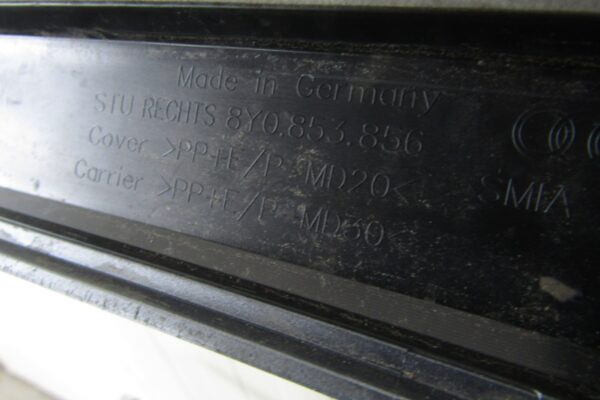 Made in Germany
STU RECHTS 8Y0.853.856
Cover >PP+E/P MD20<
Carrier >PP+E/P MD30<
SMIA